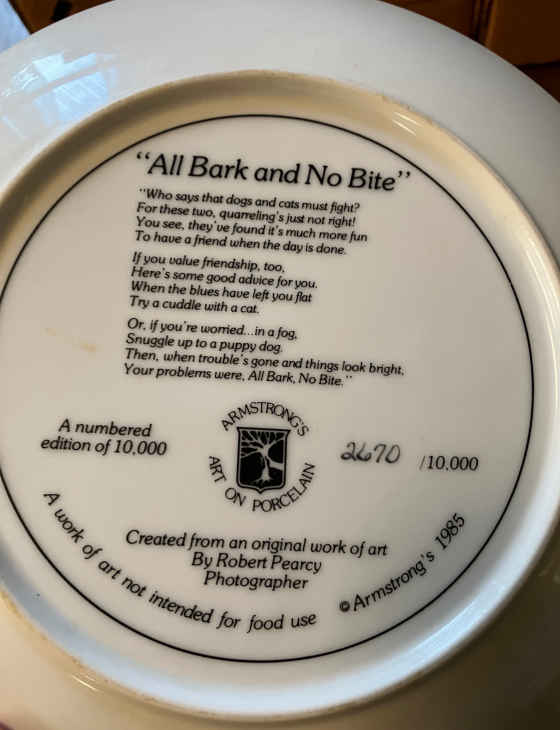 “All Bark and No Bite”
“Who says that dogs and cats must fight?
For these two, quarreling's just not right!
You see, they've found it's much more fun
To have a friend when the day is done.
If you value friendship, too,
Here's some good advice for you.
When the blues have left you flat
Try a cuddle with a cat.
Or, if you're worried...in a fog,
Snuggle up to a puppy dog.
Then, when trouble's gone and things look bright,
Your problems were, All Bark, No Bite.”
A numbered
edition of 10,000
ARMSTRONG'S
ART ON PORCELAIN
2670 /10,000
Created from an original work of art
By Robert Pearcy
Photographer
A work of art not intended for food use
©Armstrong's 1985